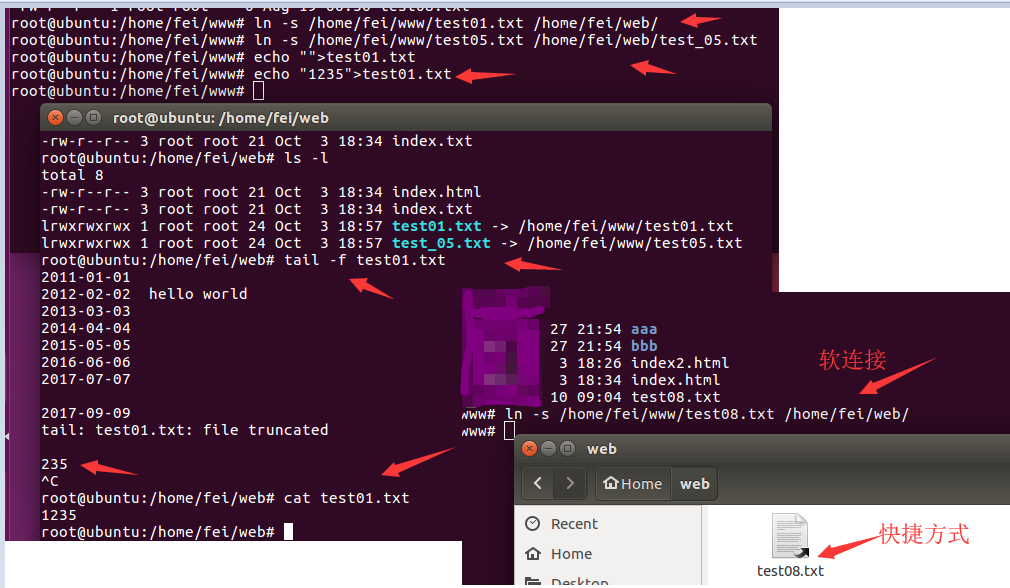 root@ubuntu:/home/fei/www# ln -s /home/fei/www/test01.txt /home/fei/web/
root@ubuntu:/home/fei/www# ln -s /home/fei/www/test05.txt /home/fei/web/test_05.txt
root@ubuntu:/home/fei/www# echo "">test01.txt
root@ubuntu:/home/fei/www# echo "1235">test01.txt
root@ubuntu:/home/fei/www#
root@ubuntu: /home/fei/web
-rw-r--r-- 3 root root 21 Oct  3 18:34 index.txt
root@ubuntu:/home/fei/web# ls -l
total 8
-rw-r--r-- 3 root root 21 Oct  3 18:34 index.html
-rw-r--r-- 3 root root 21 Oct  3 18:34 index.txt
lrwxrwxrwx 1 root root 24 Oct  3 18:57 test01.txt -> /home/fei/www/test01.txt
lrwxrwxrwx 1 root root 24 Oct  3 18:57 test_05.txt -> /home/fei/www/test05.txt
root@ubuntu:/home/fei/web# tail -f test01.txt
2011-01-01
2012-02-02  hello world
2013-03-03
2014-04-04
2015-05-05
2016-06-06
2017-07-07
2017-09-09
tail: test01.txt: file truncated
235
^C
root@ubuntu:/home/fei/web# cat test01.txt
1235
root@ubuntu:/home/fei/web#
27 21:54 aaa
27 21:54 bbb
3 18:26 index2.html
3 18:34 index.html
10 09:04 test08.txt
软连接
www# ln -s /home/fei/www/test08.txt /home/fei/web/
www#
web
Home web
Recent
Home
Desktop
快捷方式
test08.txt